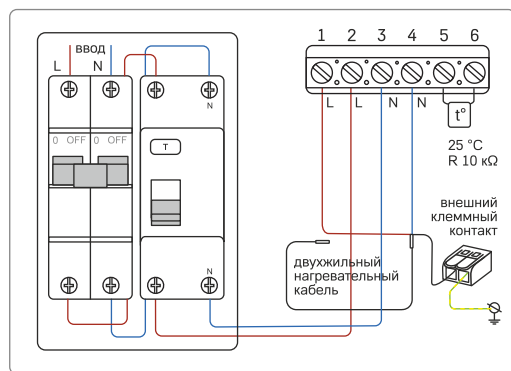 ввод
L N
N
0 OFF 0 OFF
T
N
1 2 3 4 5 6
L L N N
t°
25 °C
R 10 кΩ
внешний
клеммный
контакт
двухжильный
нагревательный
кабель